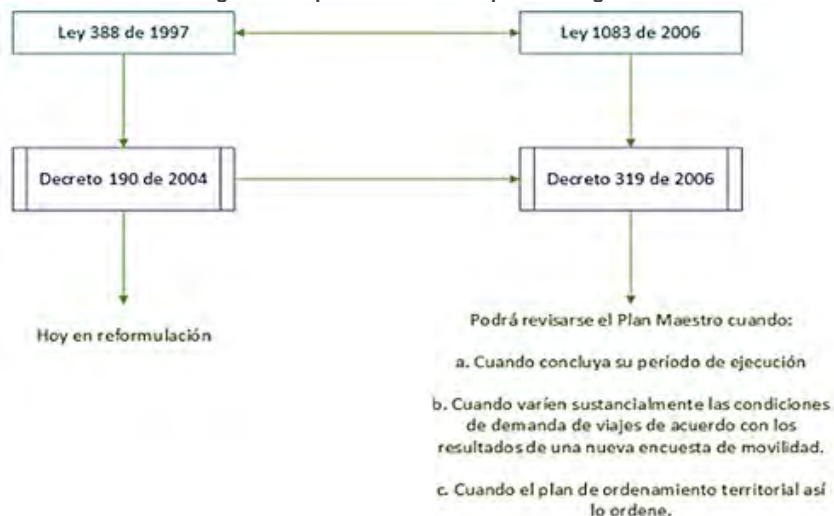 Ley 388 de 1997
Ley 1083 de 2006
Decreto 190 de 2004
Decreto 319 de 2006
Hoy en reformulación
Podrá revisarse el Plan Maestro cuando:
a. Cuando concluya su período de ejecución
b. Cuando varíen sustancialmente las condiciones
de demanda de viajes de acuerdo con los
resultados de una nueva encuesta de movilidad.
c. Cuando el plan de ordenamiento territorial así
lo ordene.